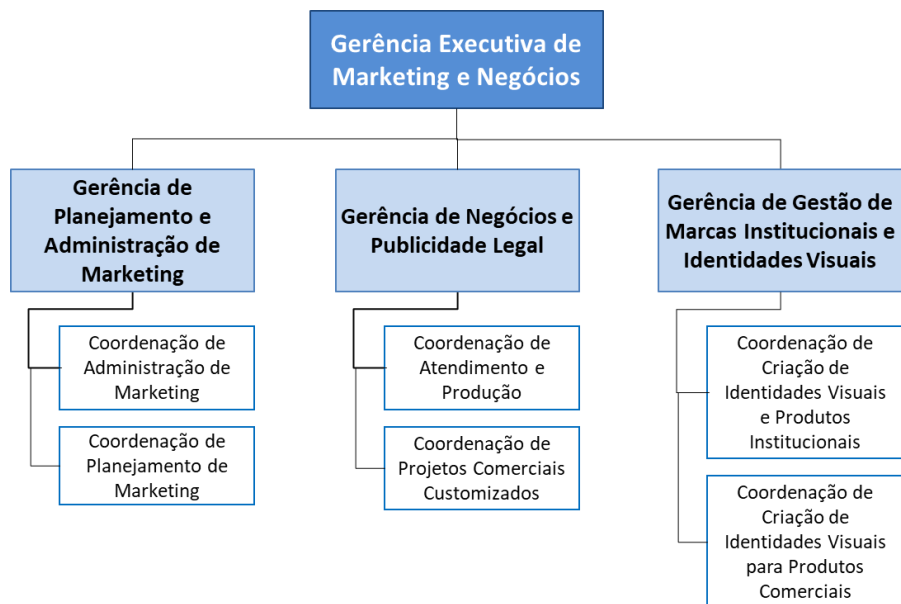 Gerência Executiva de
Marketing e Negócios
Gerência de
Planejamento e
Administração de
Marketing
Gerência de Negócios e
Publicidade Legal
Gerência de Gestão de
Marcas Institucionais e
Identidades Visuais
Coordenação de
Administração de
Marketing
Coordenação de
Planejamento de
Marketing
Coordenação de
Atendimento e
Produção
Coordenação de
Projetos Comerciais
Customizados
Coordenação de
Criação de
Identidades Visuais
e Produtos
Institucionais
Coordenação de
Criação de
Identidades Visuais
para Produtos
Comerciais